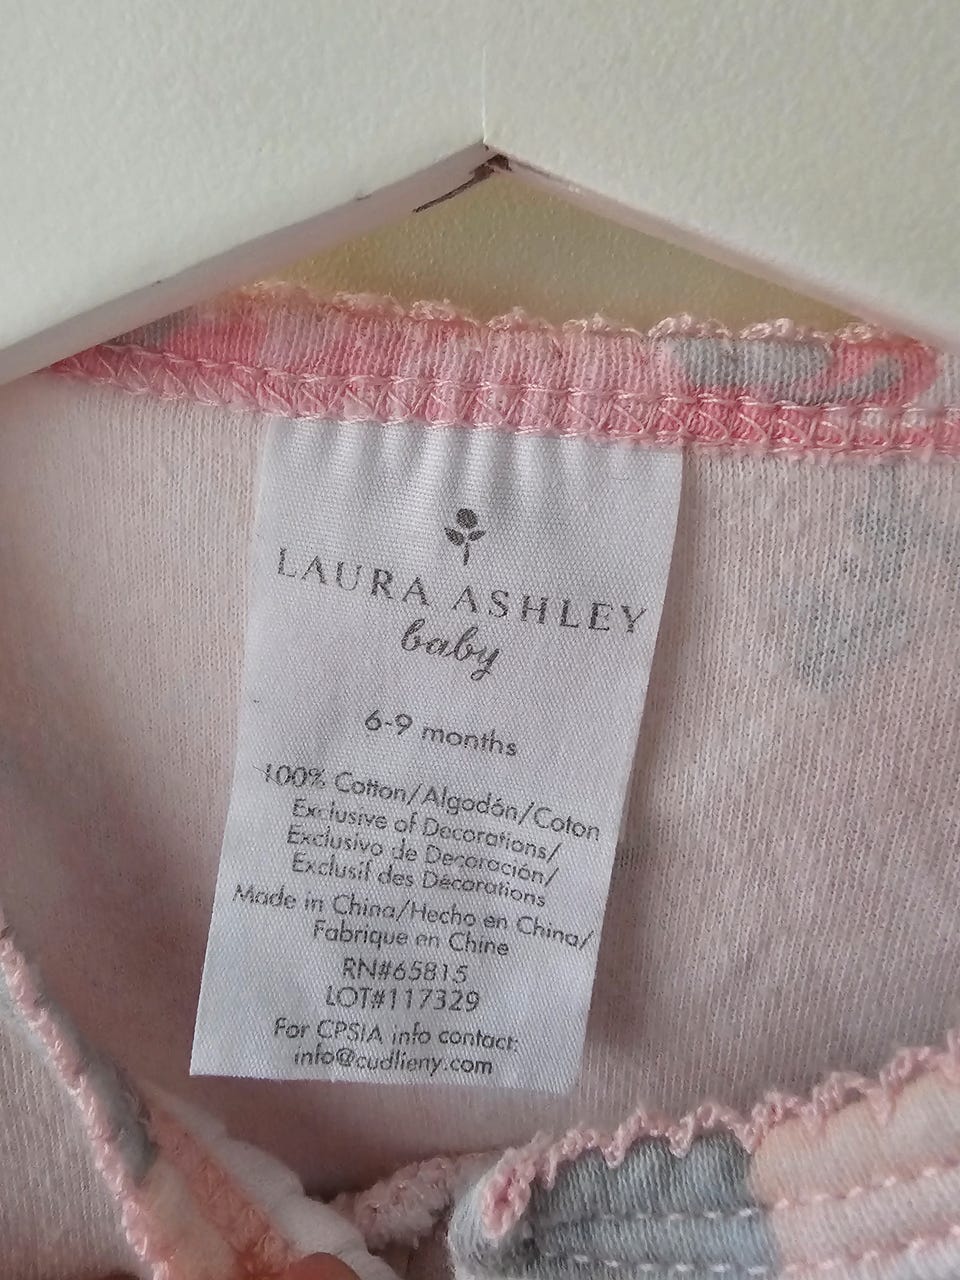 LAURA ASHLEY
baby
6-9 months
100% Cotton/Algodón/Coton
Exclusive of Decorations/
Exclusivo de Decoración/
Exclusif des Décorations
Made in China/Hecho en China/
Fabrique en Chine
RN#65815
LOT#117329
For CPSIA info contact:
info@cudlieny.com